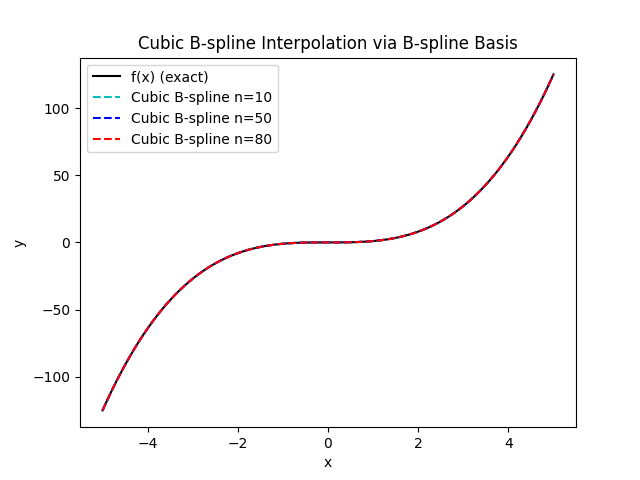 Cubic B-spline Interpolation via B-spline Basis
f(x) (exact)
Cubic B-spline n=10
Cubic B-spline n=50
Cubic B-spline n=80
100
50
0
−50
−100
y
−4
−2
0
2
4
x